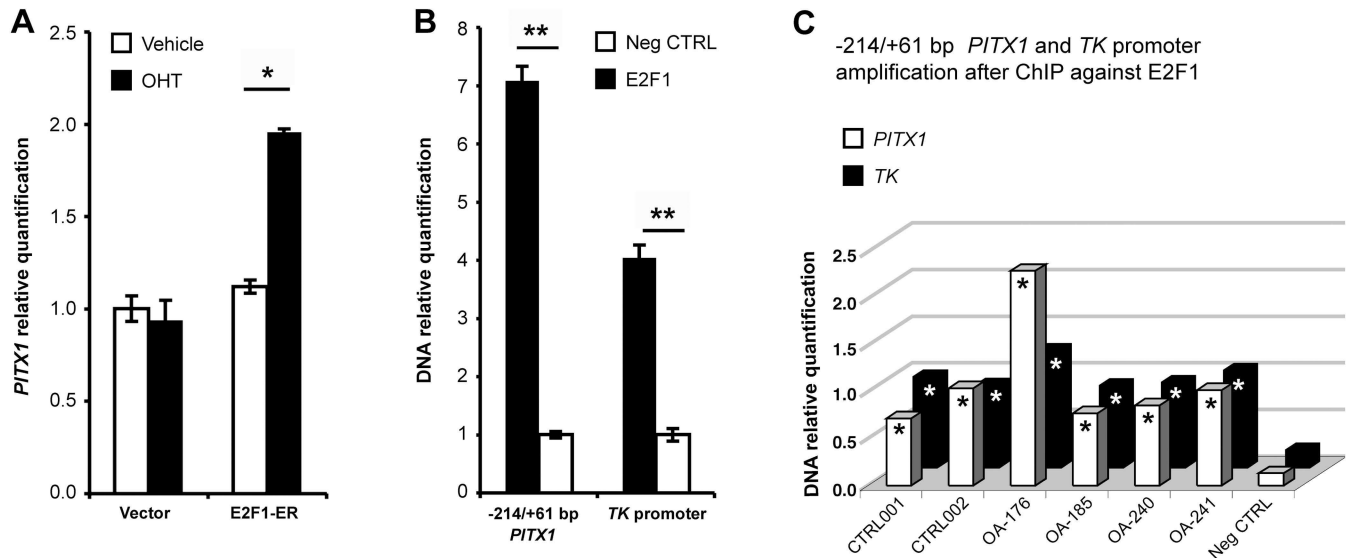 A
PITX1 relative quantification
2.5
2.0
1.5
1.0
0.5
0.0
Vehicle
OHT
*
Vector
E2F1-ER
B
DNA relative quantification
8
7
6
5
4
3
2
1
0
**
Neg CTRL
E2F1
**
-214/+61 bp
PITX1
TK promoter
C
-214/+61 bp PITX1 and TK promoter
amplification after ChIP against E2F1
PITX1
TK
DNA relative quantification
2.5
2.0
1.5
1.0
0.5
0.0
* * * * * *
* * * * * *
CTRL001
CTRL002
OA-176
OA-185
OA-240
OA-241
Neg CTRL